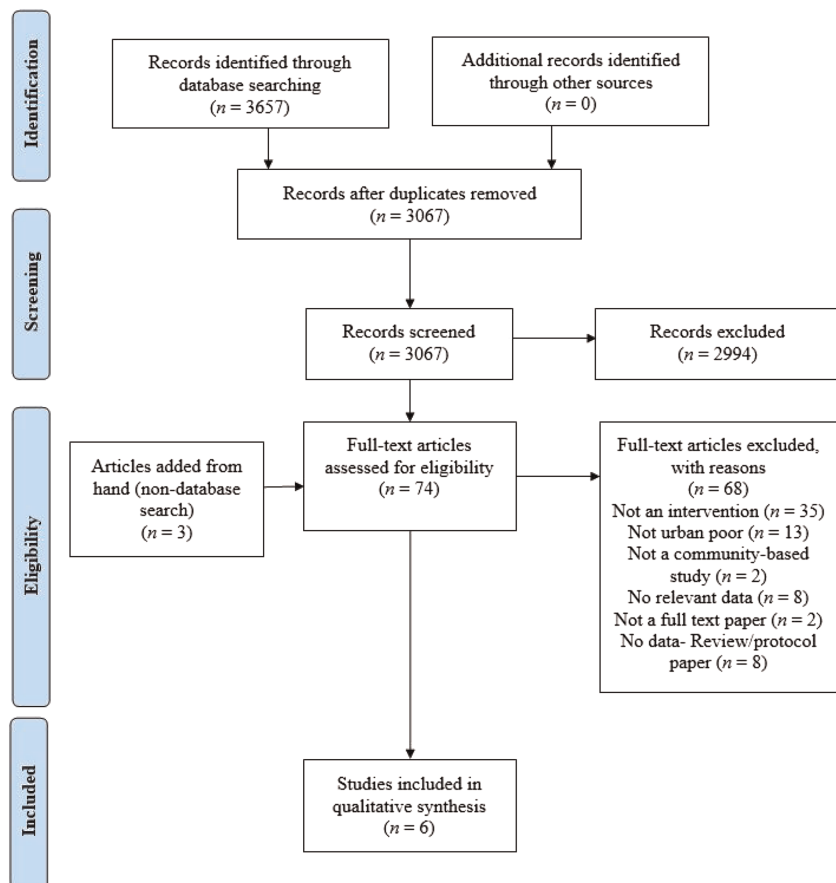 Identification
Records identified through
database searching
(n = 3657)
Additional records identified
through other sources
(n = 0)
Records after duplicates removed
(n = 3067)
Screening
Records screened
(n = 3067)
Records excluded
(n = 2994)
Eligibility
Articles added from
hand (non-database
search)
(n = 3)
Full-text articles
assessed for eligibility
(n = 74)
Full-text articles excluded,
with reasons
(n = 68)
Not an intervention (n = 35)
Not urban poor (n = 13)
Not a community-based
study (n = 2)
No relevant data (n = 8)
Not a full text paper (n = 2)
No data- Review/protocol
paper (n = 8)
Included
Studies included in
qualitative synthesis
(n = 6)